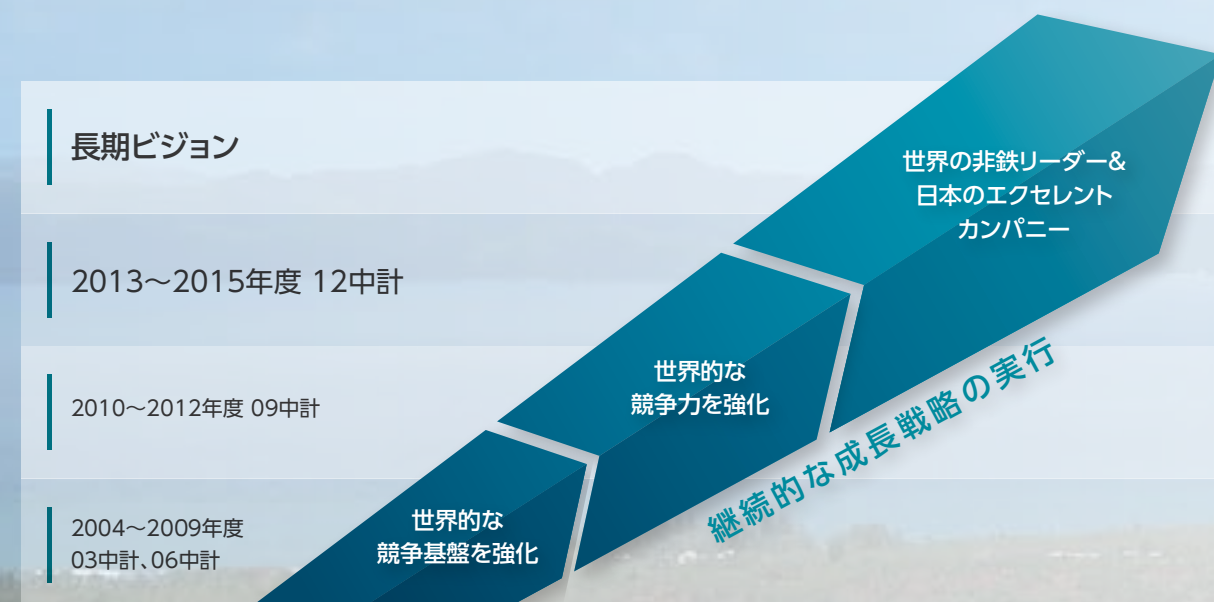 長期ビジョン
世界の非鉄リーダー&
日本のエクセレント
カンパニー
2013~2015年度 12中計
世界的な
競争力を強化
2010~2012年度 09中計
継続的な成長戦略の実行
2004~2009年度
03中計、06中計
世界的な
競争基盤を強化